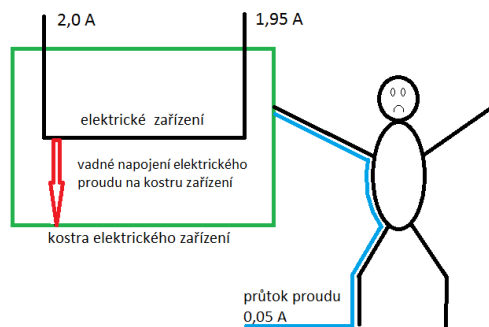 2,0 A
1,95 A
elektrické zařízení
vadné napojení elektrického
proudu na kostru zařízení
kostra elektrického zařízení
průtok proudu
0,05 A